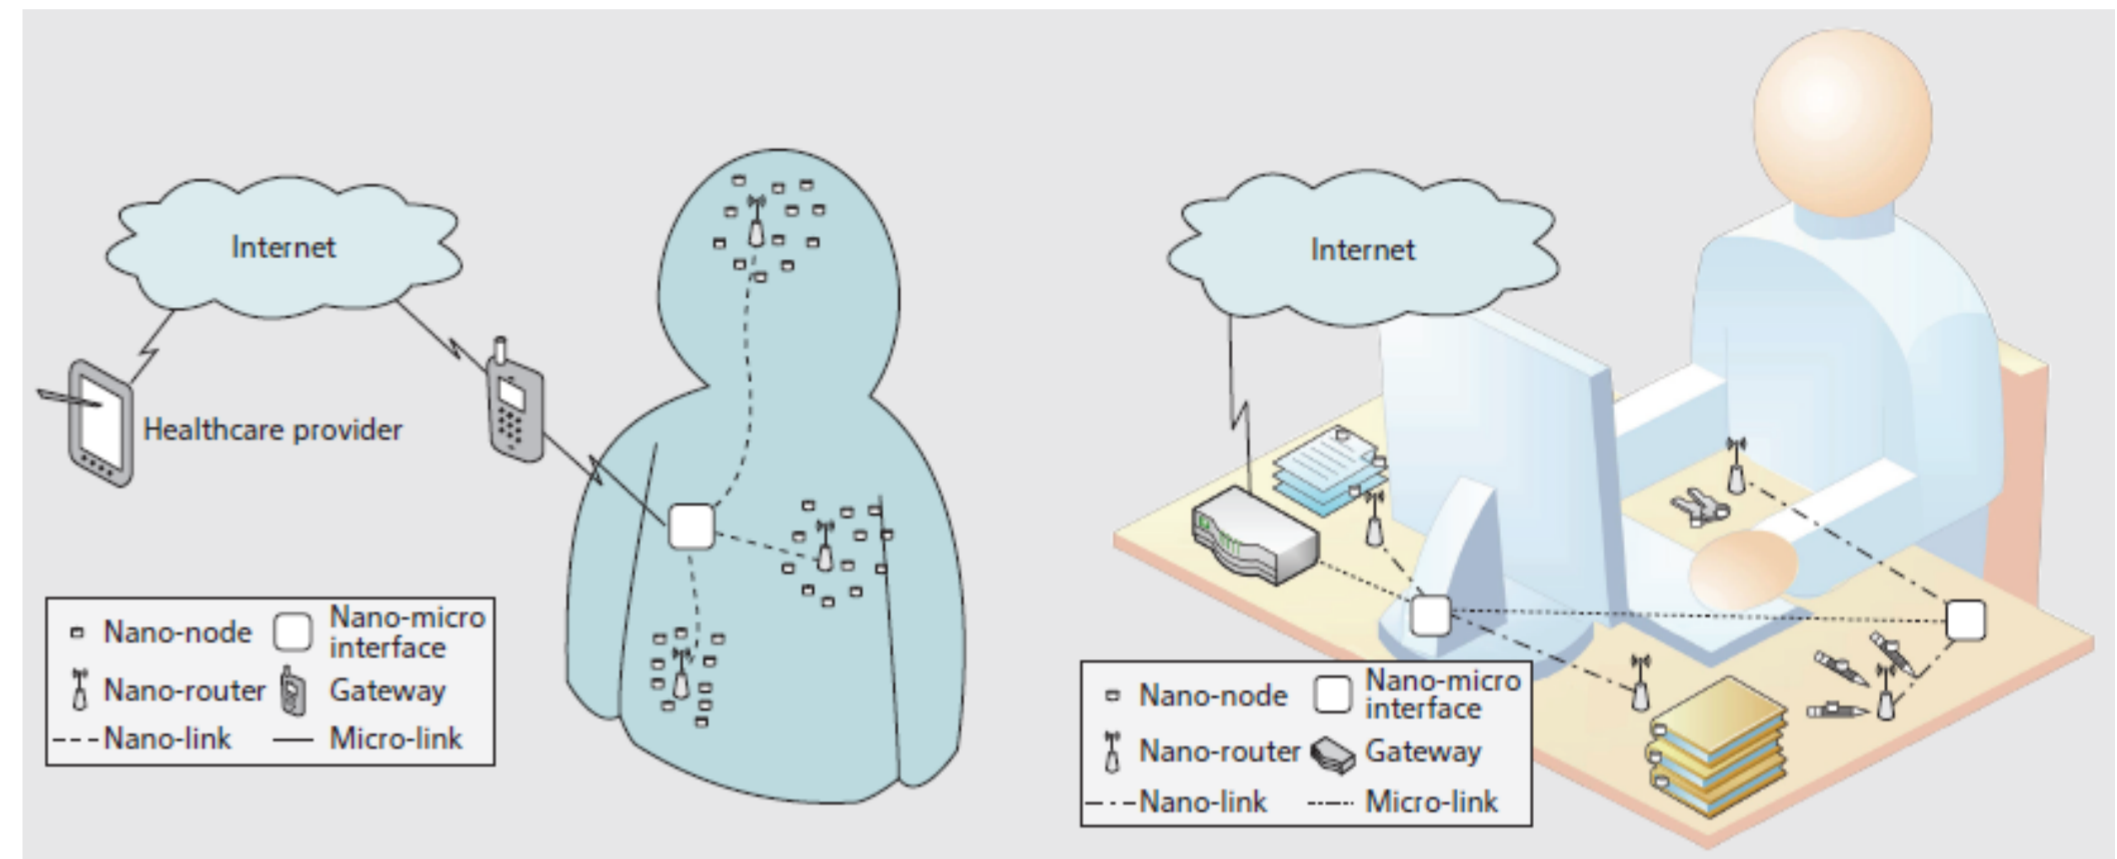 Internet
Healthcare provider
Nano-node
Nano-micro
interface
Nano-router
Gateway
Nano-link
Micro-link
Internet
Nano-node
Nano-micro
interface
Nano-router
Gateway
Nano-link
Micro-link